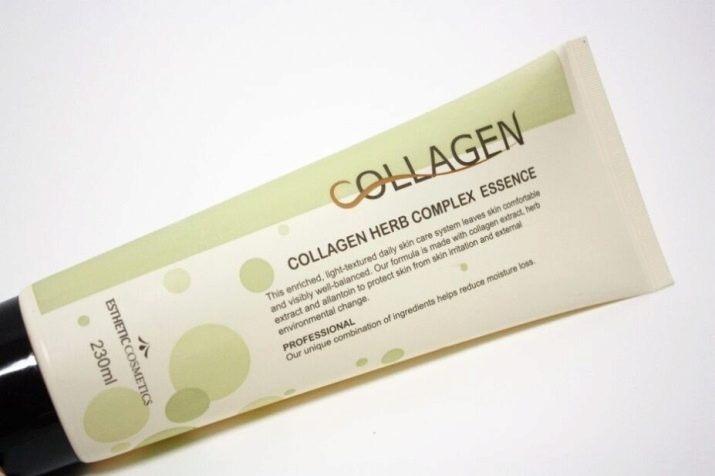 COLLAGEN
COLLAGEN HERB COMPLEX ESSENCE
This enriched, light-textured daily skin care system leaves skin comfortable
and visibly well-balanced. Our formula is made with collagen extract, herb
extract and allantoin to protect skin from skin irritation and external
environmental change.
PROFESSIONAL
Our unique combination of ingredients helps reduce moisture loss.
ESTHETIC COSMETICS
230ml